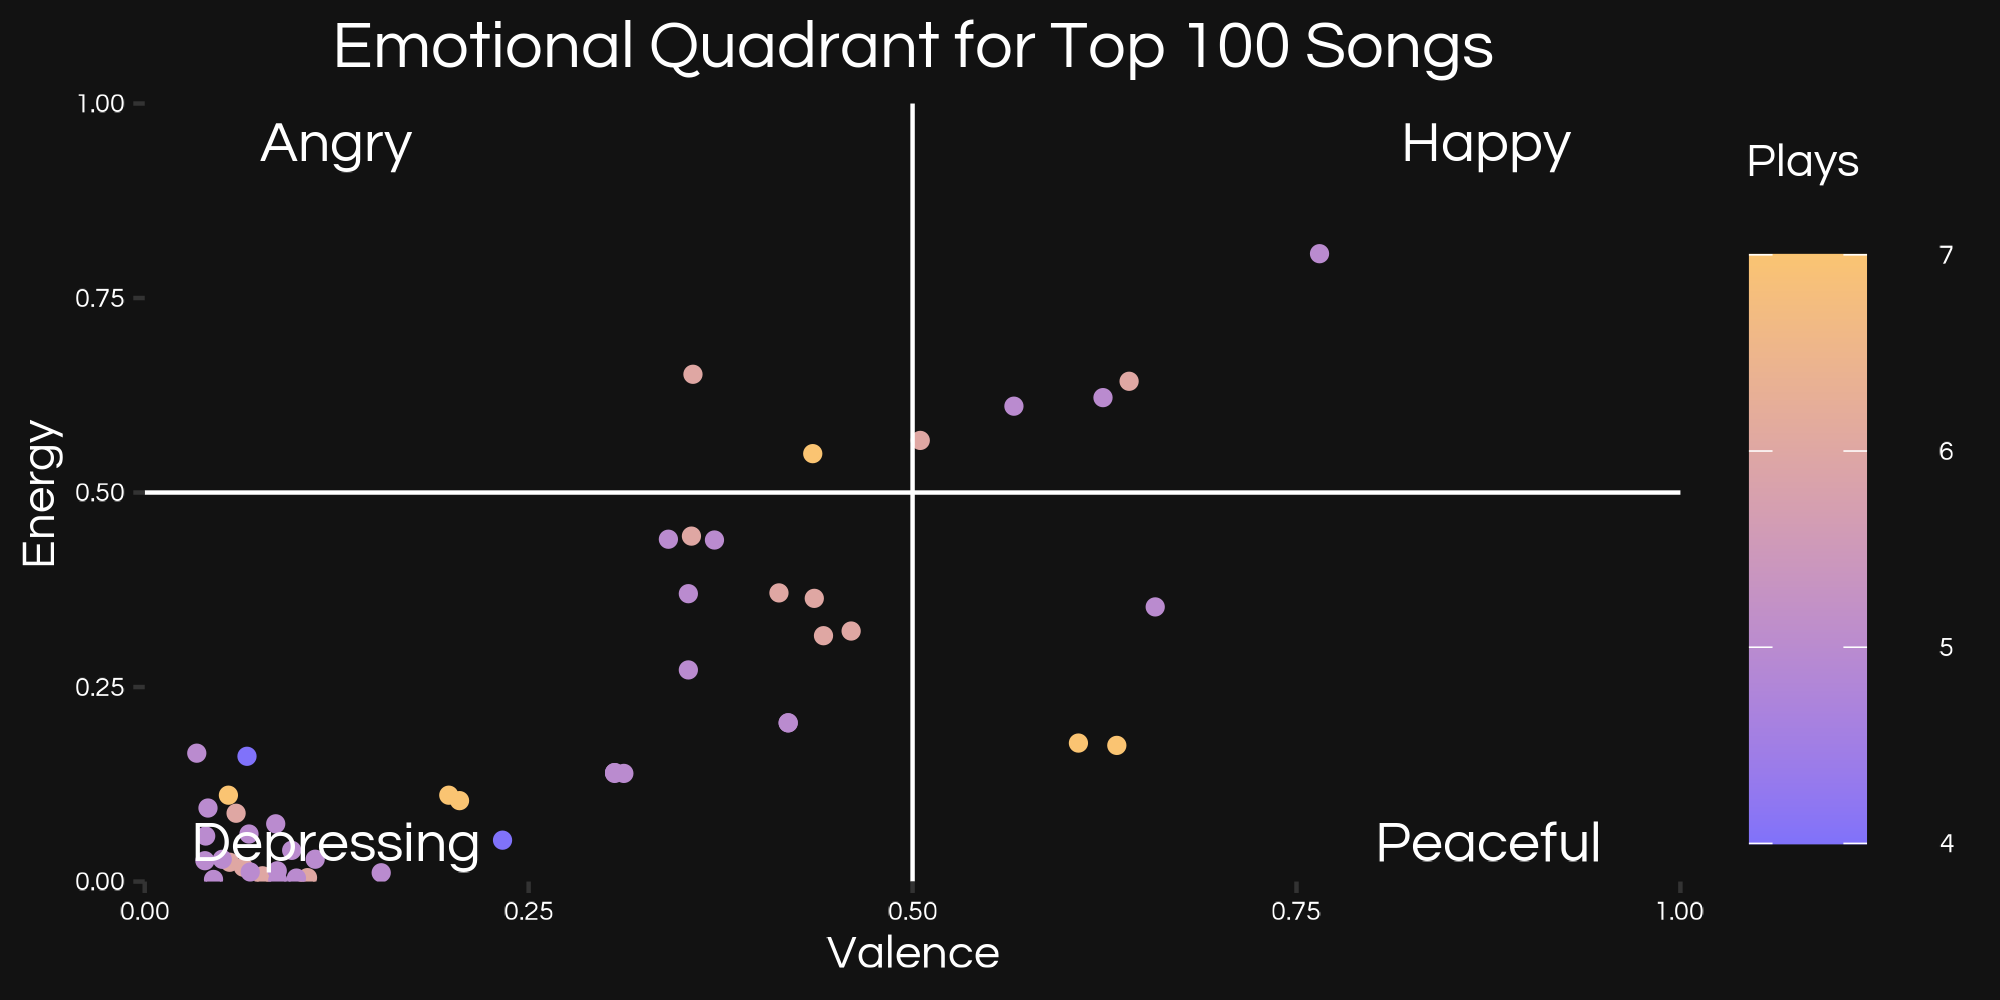 Emotional Quadrant for Top 100 Songs
1.00
Angry
Happy
Plays
7
0.75
6
Energy
0.50
5
0.25
4
Depressing
Peaceful
0.00
0.00 0.25 0.50 0.75 1.00
Valence